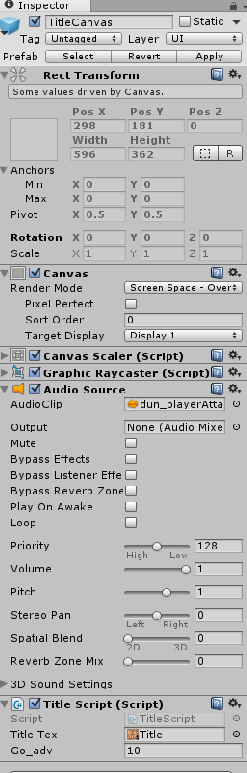 Inspector
TitleCanvas Static
Tag Untagged Layer UI
Prefab Select Revert Apply
Rect Transform
Some values driven by Canvas.
Pos X Pos Y Pos Z
298 181 0
Width Height
596 362 R
Anchors
Min X 0 Y 0
Max X 0 Y 0
Pivot X 0.5 Y 0.5
Rotation X 0 Y 0 Z 0
Scale X 1 Y 1 Z 1
Canvas
Render Mode Screen Space - Over
Pixel Perfect
Sort Order 0
Target Display Display 1
Canvas Scaler (Script)
Graphic Raycaster (Script)
Audio Source
AudioClip dun_playerAtta
Output None (Audio Mixe
Mute
Bypass Effects
Bypass Listener Effe
Bypass Reverb Zone
Play On Awake
Loop
Priority 128
High Low
Volume 1
Pitch 1
Stereo Pan 0
Left Right
Spatial Blend 0
2D 3D
Reverb Zone Mix 0
3D Sound Settings
Title Script (Script)
Script TitleScript
Title Tex Title
Go_adv 10